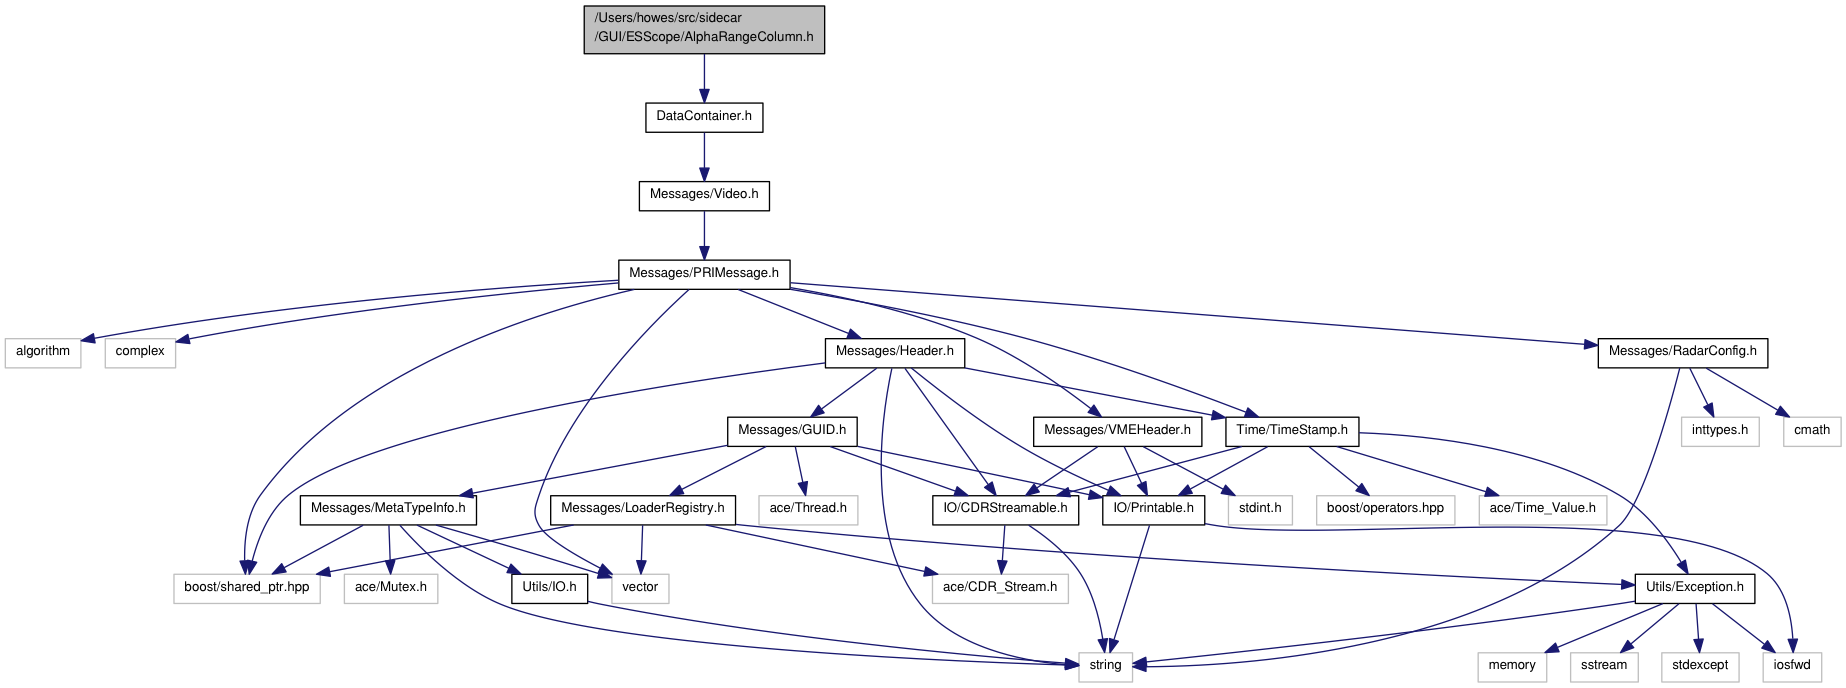 /Users/howes/src/sidecar
/GUI/ESScope/AlphaRangeColumn.h
DataContainer.h
Messages/Video.h
Messages/PRIMessage.h
algorithm
complex
Messages/Header.h
Messages/RadarConfig.h
Messages/GUID.h
Messages/VMEHeader.h
Time/TimeStamp.h
inttypes.h
cmath
Messages/MetaTypeInfo.h
Messages/LoaderRegistry.h
ace/Thread.h
IO/CDRStreamable.h
IO/Printable.h
stdint.h
boost/operators.hpp
ace/Time_Value.h
boost/shared_ptr.hpp
ace/Mutex.h
Utils/IO.h
vector
ace/CDR_Stream.h
Utils/Exception.h
string
memory
sstream
stdexcept
iosfwd